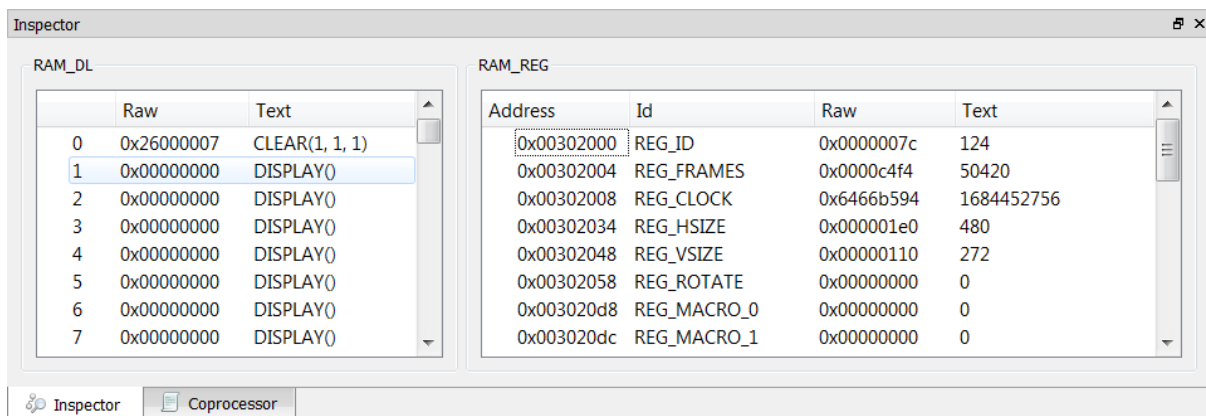 Inspector
RAM_DL
Raw Text
0 0x26000007 CLEAR(1, 1, 1)
1 0x00000000 DISPLAY()
2 0x00000000 DISPLAY()
3 0x00000000 DISPLAY()
4 0x00000000 DISPLAY()
5 0x00000000 DISPLAY()
6 0x00000000 DISPLAY()
7 0x00000000 DISPLAY()
RAM_REG
Address Id Raw Text
0x00302000 REG_ID 0x0000007c 124
0x00302004 REG_FRAMES 0x0000c4f4 50420
0x00302008 REG_CLOCK 0x6466b594 1684452756
0x00302034 REG_HSIZE 0x000001e0 480
0x00302048 REG_VSIZE 0x00000110 272
0x00302058 REG_ROTATE 0x00000000 0
0x003020d8 REG_MACRO_0 0x00000000 0
0x003020dc REG_MACRO_1 0x00000000 0
Inspector Coprocessor